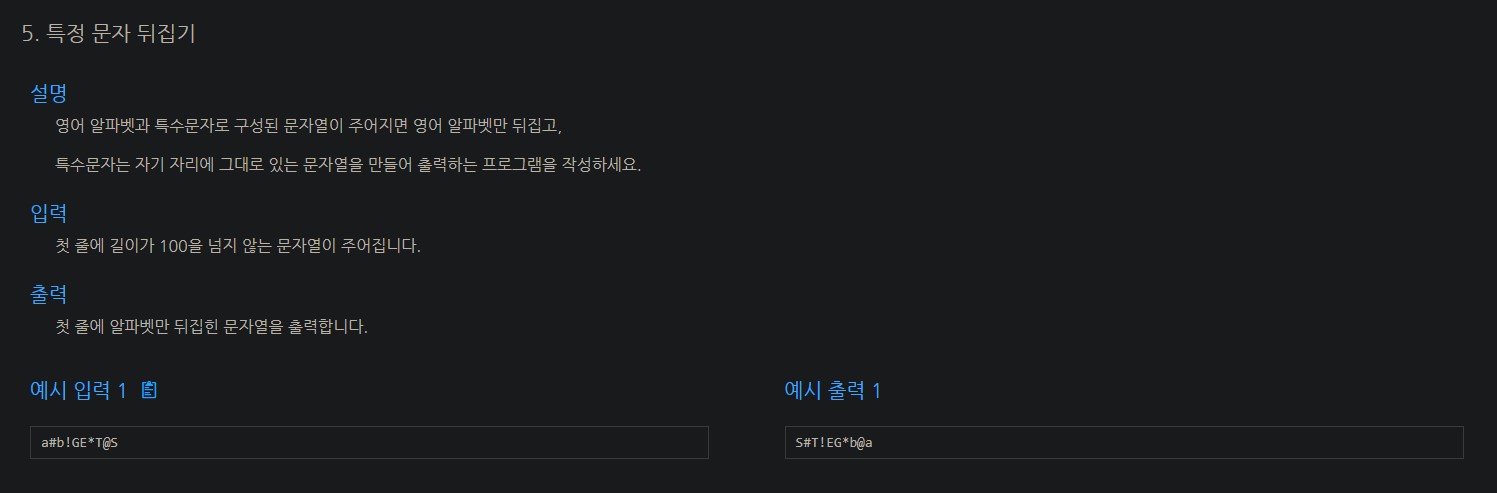 5. 특정 문자 뒤집기
설명
영어 알파벳과 특수문자로 구성된 문자열이 주어지면 영어 알파벳만 뒤집고,
특수문자는 자기 자리에 그대로 있는 문자열을 만들어 출력하는 프로그램을 작성하세요.
입력
첫 줄에 길이가 100을 넘지 않는 문자열이 주어집니다.
출력
첫 줄에 알파벳만 뒤집힌 문자열을 출력합니다.
예시 입력 1
a#b!GE*T@S
예시 출력 1
S#T!EG*b@a